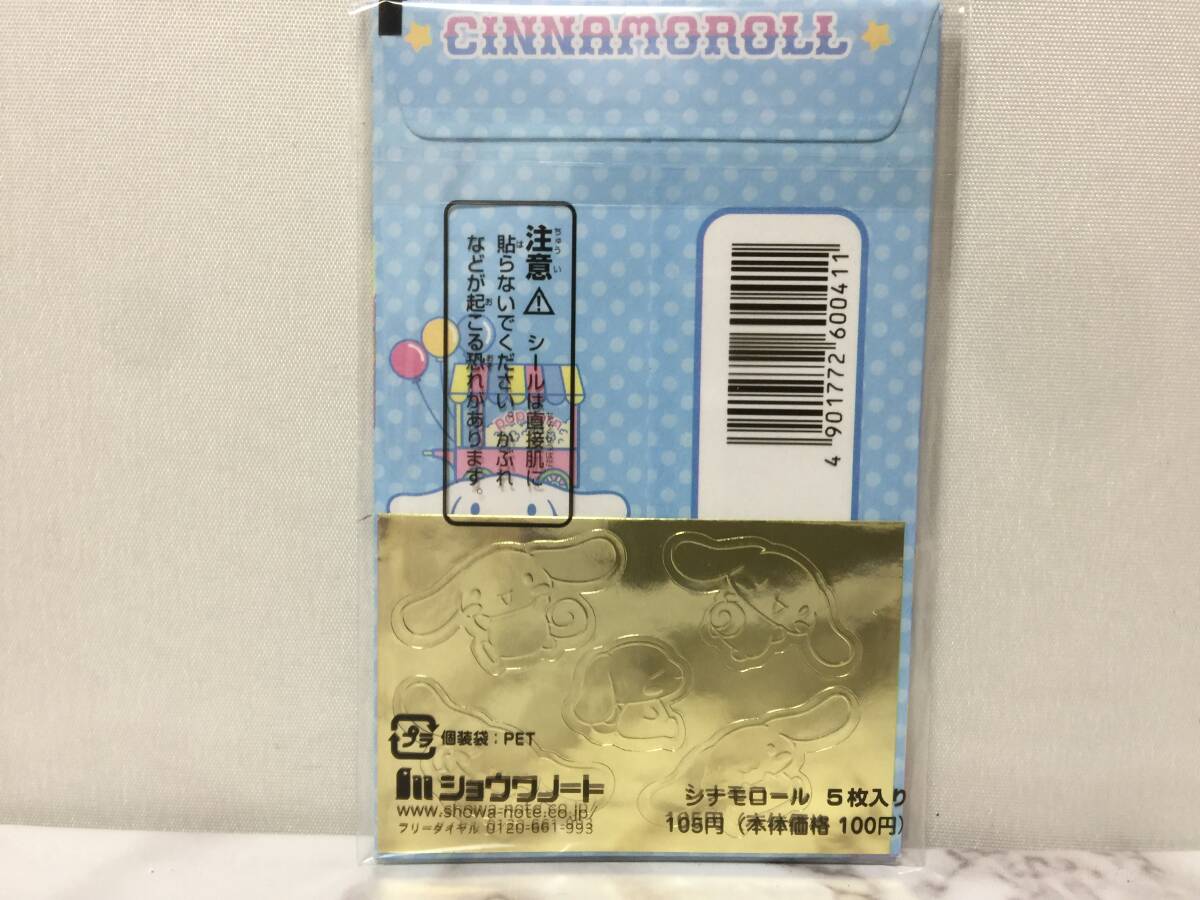 CINNAMOROLL
注意⚠ シールは直接肌に
貼らないでください。かぶれ
などが起こる恐れがあります。
4 901772 600411
プラ 個装袋：PET
ショウワノート
www.showa-note.co.jp/
フリーダイヤル 0120-661-993
シナモロール 5枚入り
105円（本体価格 100円）